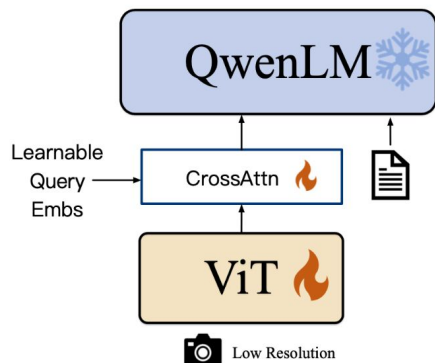 QwenLM
Learnable
Query
Embs
CrossAttn
ViT
Low Resolution